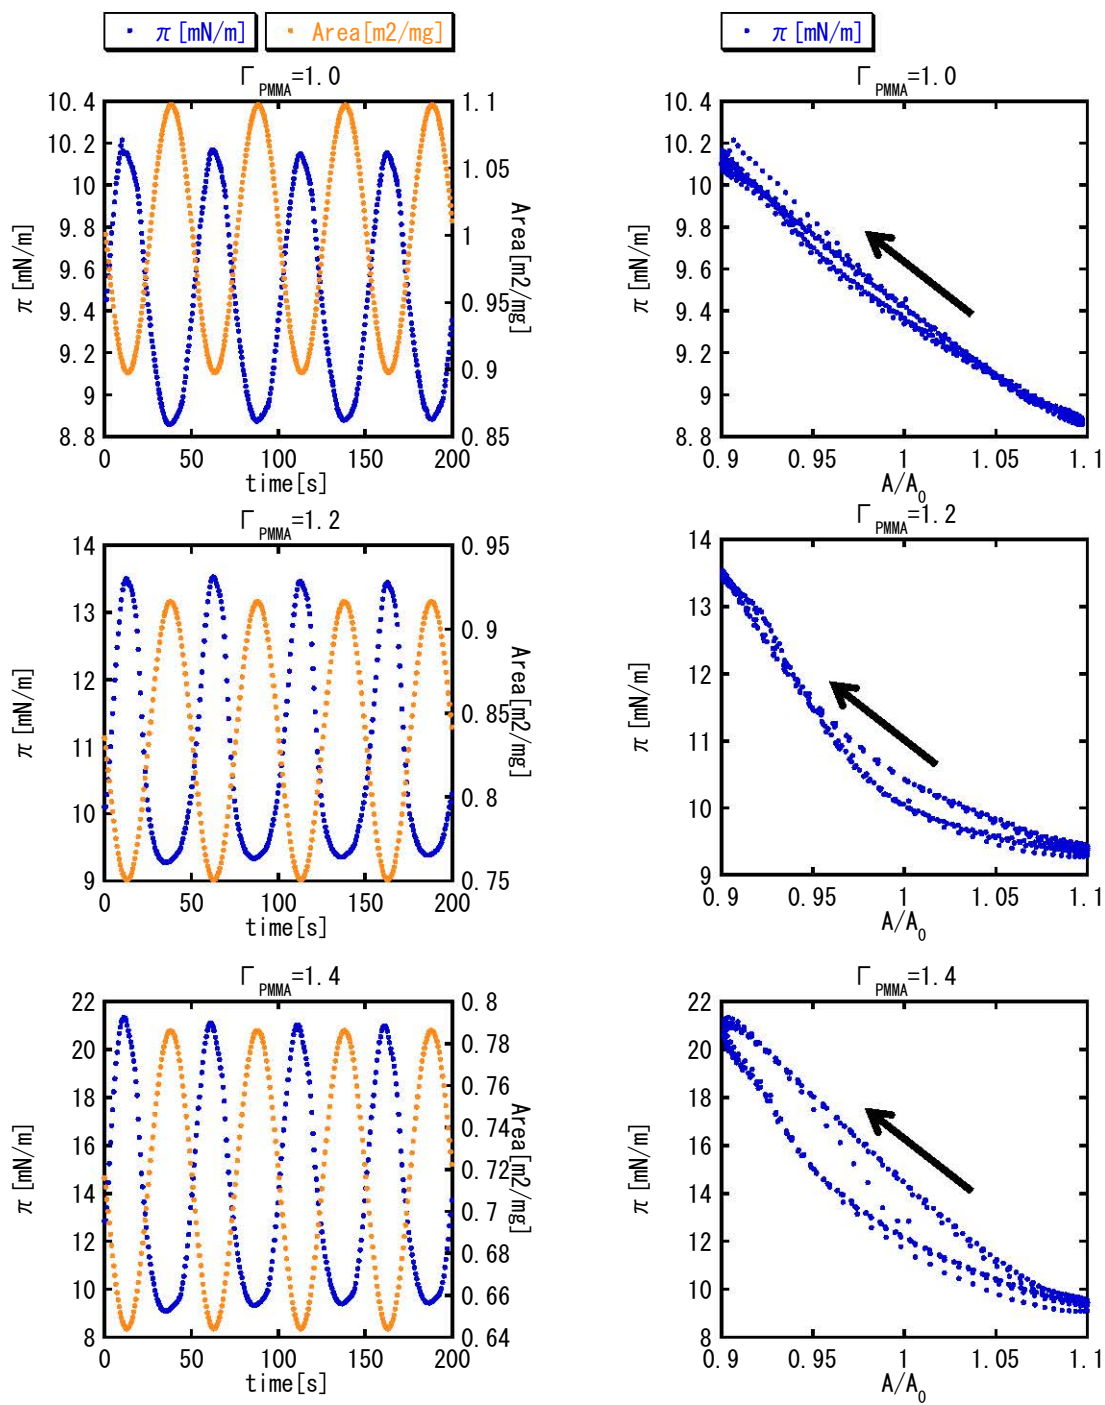 π [mN/m] Area[m2/mg] π [mN/m]
ΓPMMA=1.0 ΓPMMA=1.0
10.4
10.2
10
9.8
9.6
9.4
9.2
9
8.8
π [mN/m]
1.1
1.05
1
0.95
0.9
0.85
Area[m2/mg]
0 50 100 150 200
time[s]
10.4
10.2
10
9.8
9.6
9.4
9.2
9
8.8
π [mN/m]
0.9 0.95 1 1.05 1.1
A/A0
ΓPMMA=1.2 ΓPMMA=1.2
14
13
12
11
10
9
π [mN/m]
0.95
0.9
0.85
0.8
0.75
Area[m2/mg]
0 50 100 150 200
time[s]
14
13
12
11
10
9
π [mN/m]
0.9 0.95 1 1.05 1.1
A/A0
ΓPMMA=1.4 ΓPMMA=1.4
22
20
18
16
14
12
10
8
π [mN/m]
0.8
0.78
0.76
0.74
0.72
0.7
0.68
0.66
0.64
Area[m2/mg]
0 50 100 150 200
time[s]
22
20
18
16
14
12
10
8
π [mN/m]
0.9 0.95 1 1.05 1.1
A/A0